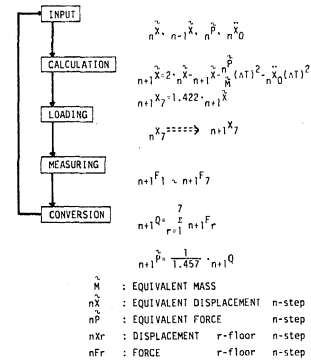 INPUT
nX̃, n-1X̃, nP̃, nẌ0
CALCULATION
n+1X̃=2·nX̃-n+1X̃-nP̃/M̃(ΔT)²-nẌ0(ΔT)²
n+1X7=1.422·n+1X̃
LOADING
nX7 ===> n+1X7
MEASURING
n+1F1 ~ n+1F7
CONVERSION
n+1Q= 7 Σ r=1 n+1Fr
n+1P̃= 1/1.457 ·n+1Q
M̃ : EQUIVALENT MASS
nX̃ : EQUIVALENT DISPLACEMENT n-step
nP̃ : EQUIVALENT FORCE n-step
nXr : DISPLACEMENT r-floor n-step
nFr : FORCE r-floor n-step